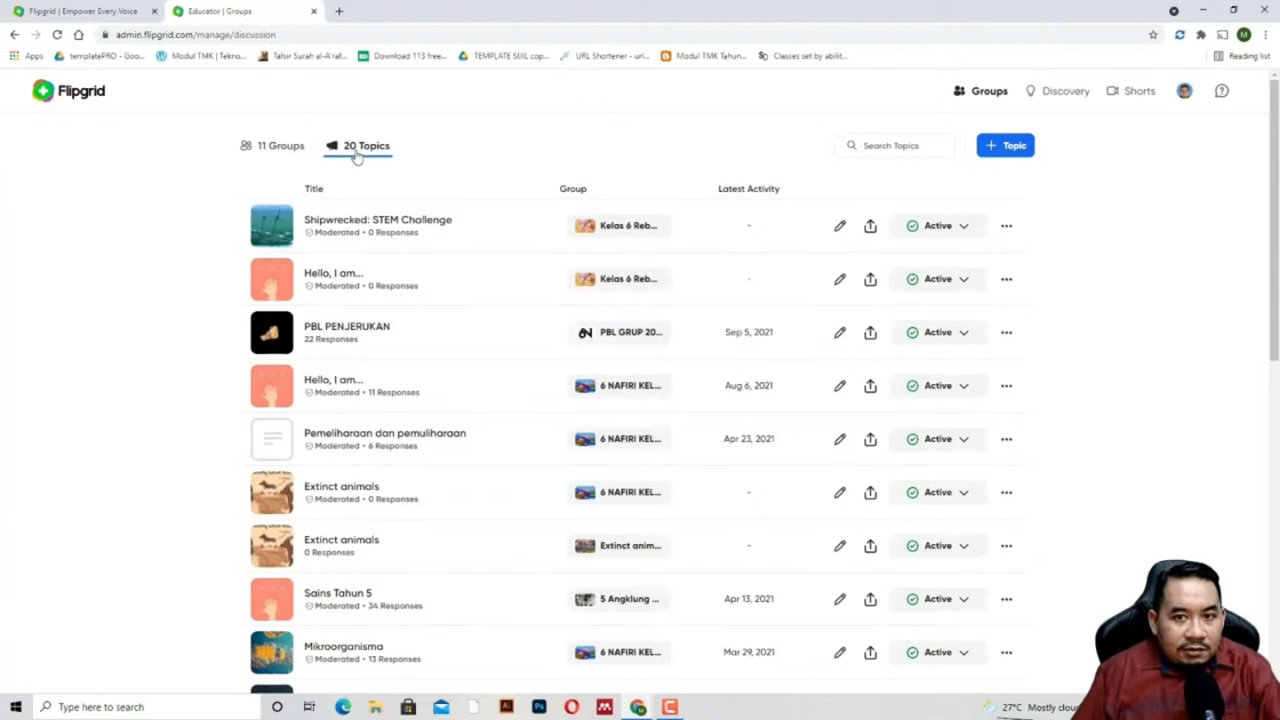 Flipgrid | Empower Every Voice
Educator | Groups
admin.flipgrid.com/manage/discussion
Apps
templatePRO - Goo...
Modul TMK | Tekno...
Tafsir Surah al-A'raf...
Download 113 free...
TEMPLATE SIJIL cop...
URL Shortener - url...
Modul TMK Tahun...
Classes set by abilit...
Reading list
Flipgrid
Groups
Discovery
Shorts
11 Groups
20 Topics
Search Topics
+ Topic
Title Group Latest Activity
Shipwrecked: STEM Challenge
Moderated • 0 Responses
Kelas 6 Reb...
-
Active
Hello, I am...
Moderated • 0 Responses
Kelas 6 Reb...
-
Active
PBL PENJERUKAN
22 Responses
PBL GRUP 20...
Sep 5, 2021
Active
Hello, I am...
Moderated • 11 Responses
6 NAFIRI KEL...
Aug 6, 2021
Active
Pemeliharaan dan pemuliharaan
Moderated • 6 Responses
6 NAFIRI KEL...
Apr 23, 2021
Active
Extinct animals
Moderated • 0 Responses
6 NAFIRI KEL...
-
Active
Extinct animals
0 Responses
Extinct anim...
-
Active
Sains Tahun 5
Moderated • 34 Responses
5 Angklung ...
Apr 13, 2021
Active
Mikroorganisma
Moderated • 13 Responses
6 NAFIRI KEL...
Mar 29, 2021
Active
Type here to search
27°C Mostly clou